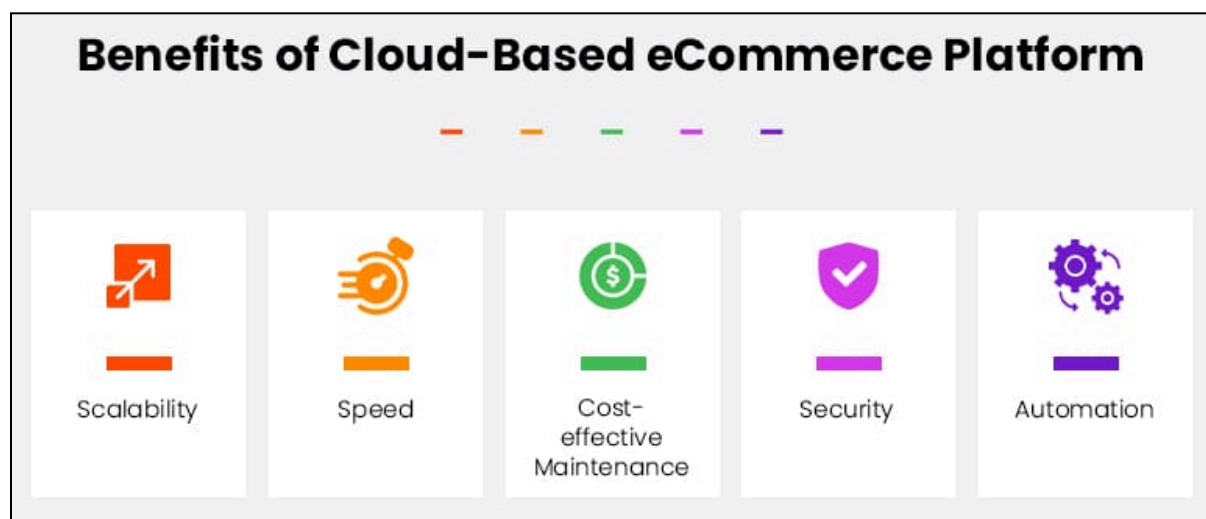 Benefits of Cloud-Based eCommerce Platform
$
Scalability
Speed
Cost-
effective
Maintenance
Security
Automation